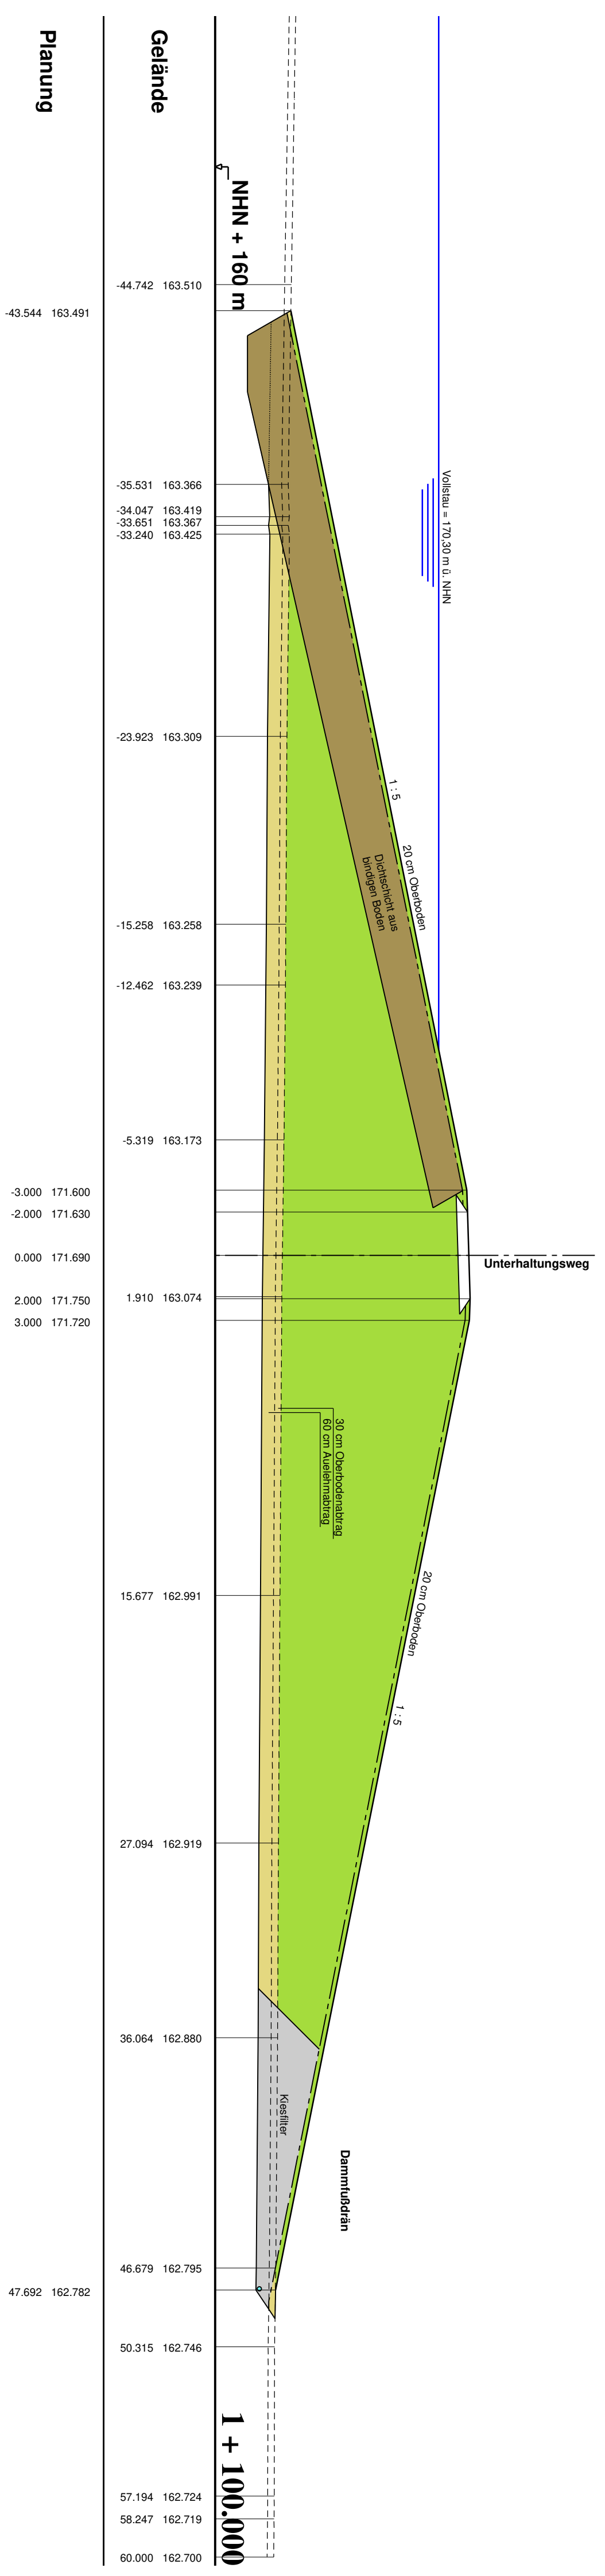 Planung
Gelände
NHN + 160 m
-44.742 163.510
-43.544 163.491
-35.531 163.366
-34.047 163.419
-33.651 163.367
-33.240 163.425
-23.923 163.309
-15.258 163.258
-12.462 163.239
-5.319 163.173
-3.000 171.600
-2.000 171.630
0.000 171.690
1.910 163.074
2.000 171.750
3.000 171.720
15.677 162.991
27.094 162.919
36.064 162.880
46.679 162.795
47.692 162.782
50.315 162.746
57.194 162.724
58.247 162.719
60.000 162.700
Vollstau = 170,30 m ü. NHN
1 : 5
20 cm Oberboden
Dichtschicht aus
bindigen Boden
Unterhaltungsweg
30 cm Oberbodenabtrag
60 cm Auelehmabtrag
20 cm Oberboden
1 : 5
Kiesfilter
Dammfußdrän
1 + 100.000